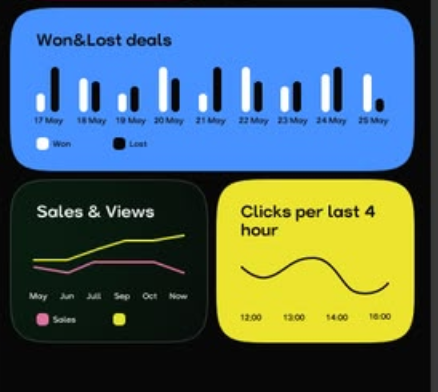 Won&Lost deals
17 May 18 May 19 May 20 May 21 May 22 May 23 May 24 May 25 May
Won Lost
Sales & Views
May Jun Jull Sep Oct Now
Sales
Clicks per last 4
hour
12:00 13:00 14:00 16:00